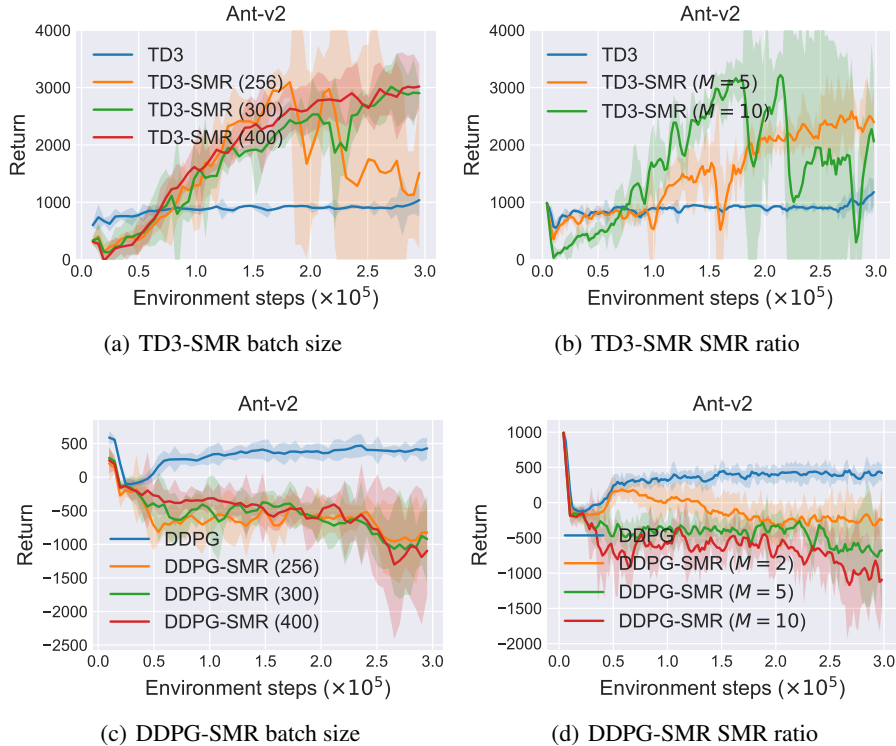 Ant-v2
4000
3000
2000
1000
0
Return
TD3
TD3-SMR (256)
TD3-SMR (300)
TD3-SMR (400)
0.0 0.5 1.0 1.5 2.0 2.5 3.0
Environment steps (×10⁵)
(a) TD3-SMR batch size
Ant-v2
4000
3000
2000
1000
0
Return
TD3
TD3-SMR (M = 5)
TD3-SMR (M = 10)
0.0 0.5 1.0 1.5 2.0 2.5 3.0
Environment steps (×10⁵)
(b) TD3-SMR SMR ratio
Ant-v2
500
0
−500
−1000
−1500
−2000
−2500
Return
DDPG
DDPG-SMR (256)
DDPG-SMR (300)
DDPG-SMR (400)
0.0 0.5 1.0 1.5 2.0 2.5 3.0
Environment steps (×10⁵)
(c) DDPG-SMR batch size
Ant-v2
1000
500
0
−500
−1000
−1500
−2000
Return
DDPG
DDPG-SMR (M = 2)
DDPG-SMR (M = 5)
DDPG-SMR (M = 10)
0.0 0.5 1.0 1.5 2.0 2.5 3.0
Environment steps (×10⁵)
(d) DDPG-SMR SMR ratio